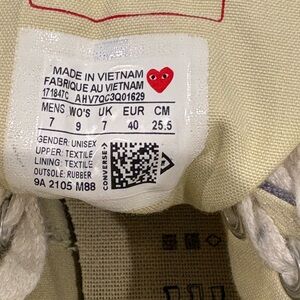 MADE IN VIETNAM
FABRIQUE AU VIETNAM
171847C AHV7QC3Q01629
MENS WO'S UK EUR CM
7 9 7 40 25.5
GENDER: UNISEX
UPPER: TEXTILE
LINING: TEXTILE
OUTSOLE: RUBBER
9A 2105 M88
CONVERSE